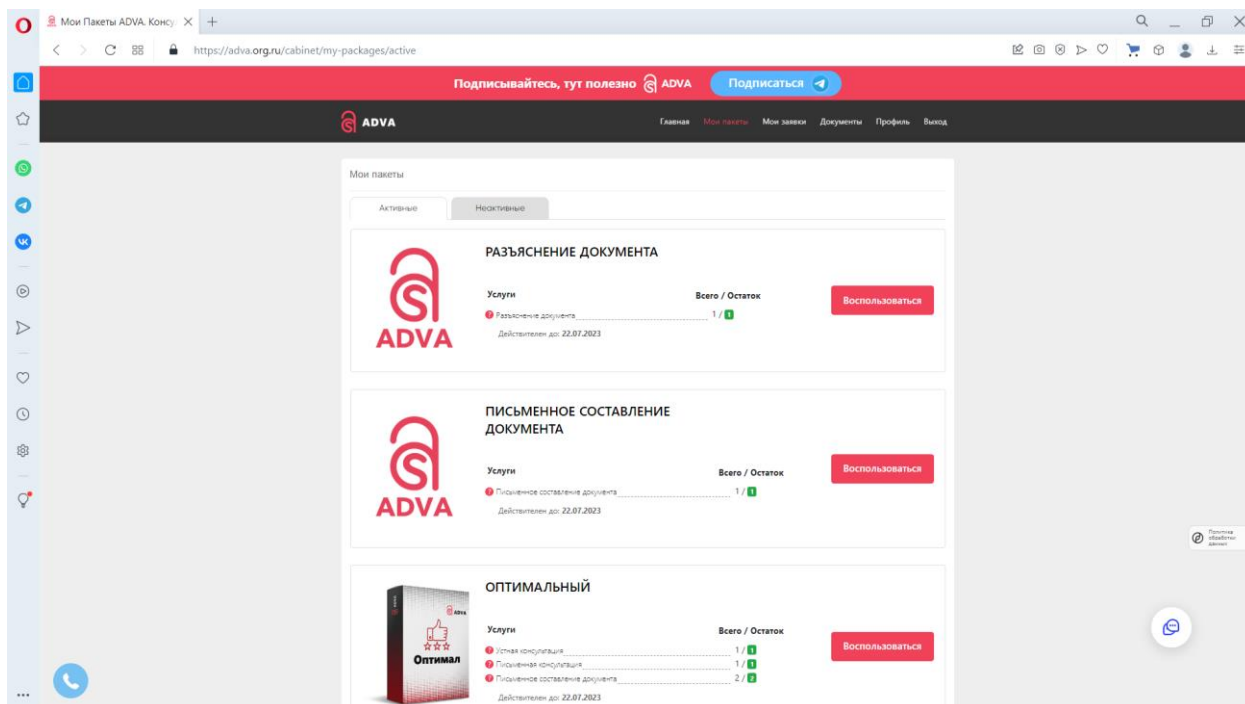 Мои Пакеты ADVA. Консу
https://adva.org.ru/cabinet/my-packages/active
Подписывайтесь, тут полезно ADVA Подписаться
ADVA
Главная Мои пакеты Мои заявки Документы Профиль Выход
Мои пакеты
Активные Неактивные
РАЗЪЯСНЕНИЕ ДОКУМЕНТА
Услуги Всего / Остаток
Воспользоваться
Разъяснение документа 1 / 1
Действителен до: 22.07.2023
ADVA
ПИСЬМЕННОЕ СОСТАВЛЕНИЕ
ДОКУМЕНТА
Услуги Всего / Остаток
Воспользоваться
Письменное составление документа 1 / 1
Действителен до: 22.07.2023
ADVA
Политика
обработки
данных
ОПТИМАЛЬНЫЙ
ADVA
Оптимал
Услуги Всего / Остаток
Воспользоваться
Устная консультация 1 / 1
Письменная консультация 1 / 1
Письменное составление документа 2 / 2
Действителен до: 22.07.2023